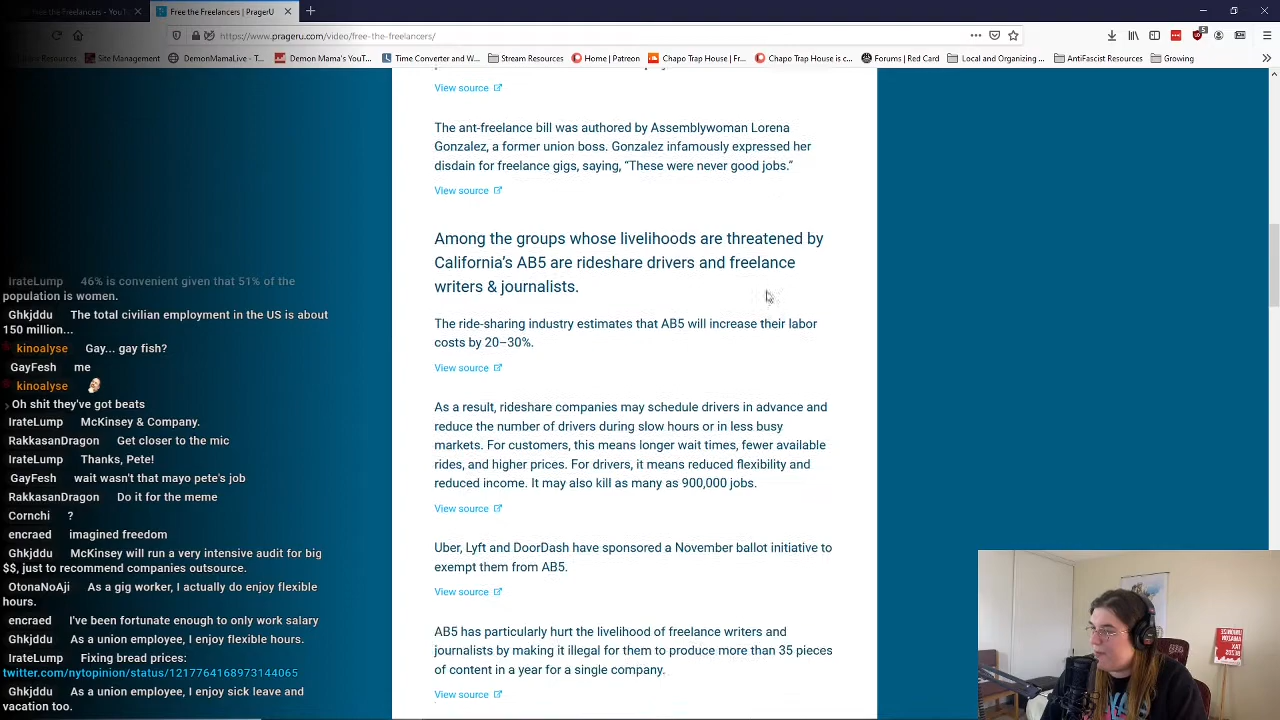 the Freelancers - YouT
Free the Freelancers | PragerU
https://www.prageru.com/video/free-the-freelancers/
Resources
Site Management
DemonMamaLive - T...
Demon Mama's YouT...
Time Converter and W...
Stream Resources
Home | Patreon
Chapo Trap House | Fr...
Chapo Trap House is c...
Forums | Red Card
Local and Organizing ...
AntiFascist Resources
Growing
View source
The ant-freelance bill was authored by Assemblywoman Lorena
Gonzalez, a former union boss. Gonzalez infamously expressed her
disdain for freelance gigs, saying, “These were never good jobs.”
View source
Among the groups whose livelihoods are threatened by
California’s AB5 are rideshare drivers and freelance
writers & journalists.
The ride-sharing industry estimates that AB5 will increase their labor
costs by 20–30%.
View source
As a result, rideshare companies may schedule drivers in advance and
reduce the number of drivers during slow hours or in less busy
markets. For customers, this means longer wait times, fewer available
rides, and higher prices. For drivers, it means reduced flexibility and
reduced income. It may also kill as many as 900,000 jobs.
View source
Uber, Lyft and DoorDash have sponsored a November ballot initiative to
exempt them from AB5.
View source
AB5 has particularly hurt the livelihood of freelance writers and
journalists by making it illegal for them to produce more than 35 pieces
of content in a year for a single company.
View source
IrateLump 46% is convenient given that 51% of the
population is women.
Ghkjddu The total civilian employment in the US is about
150 million...
kinoalyse Gay... gay fish?
GayFesh me
kinoalyse
Oh shit they've got beats
IrateLump McKinsey & Company.
RakkasanDragon Get closer to the mic
IrateLump Thanks, Pete!
GayFesh wait wasn't that mayo pete's job
RakkasanDragon Do it for the meme
Cornchi ?
encraed imagined freedom
Ghkjddu McKinsey will run a very intensive audit for big
$$, just to recommend companies outsource.
OtonaNoAji As a gig worker, I actually do enjoy flexible
hours.
encraed I've been fortunate enough to only work salary
Ghkjddu As a union employee, I enjoy flexible hours.
IrateLump Fixing bread prices:
twitter.com/nytopinion/status/1217764168973144065
Ghkjddu As a union employee, I enjoy sick leave and
vacation too.